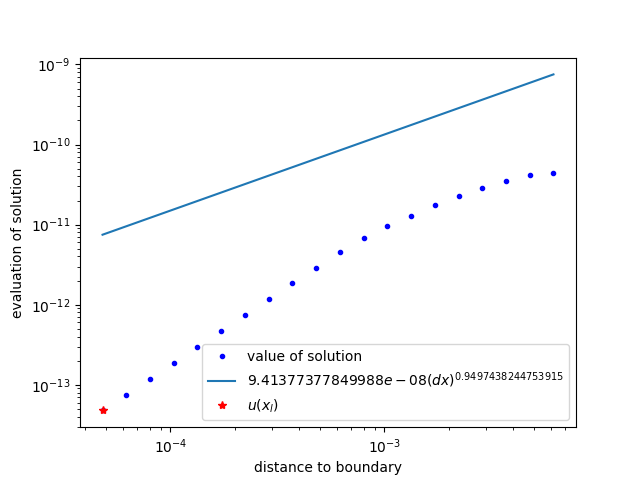 10^{-9}
10^{-10}
10^{-11}
10^{-12}
10^{-13}
evaluation of solution
value of solution
9.41377377849988e − 08(dx)^{0.9497438244753915}
u(x_l)
10^{-4} 10^{-3}
distance to boundary